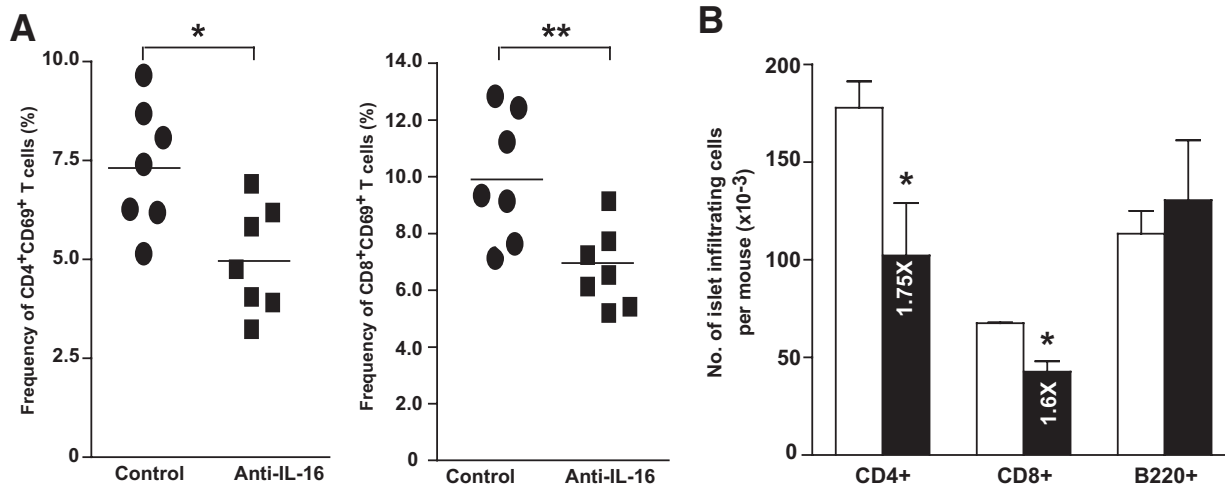 A
*
Frequency of CD4+CD69+ T cells (%)
10.0
7.5
5.0
2.5
0
Control
Anti-IL-16
**
Frequency of CD8+CD69+ T cells (%)
14.0
12.0
10.0
8.0
6.0
4.0
2.0
0.0
Control
Anti-IL-16
B
No. of islet infiltrating cells
per mouse (x10-3)
200
150
100
50
0
*
1.75X
*
1.6X
CD4+
CD8+
B220+